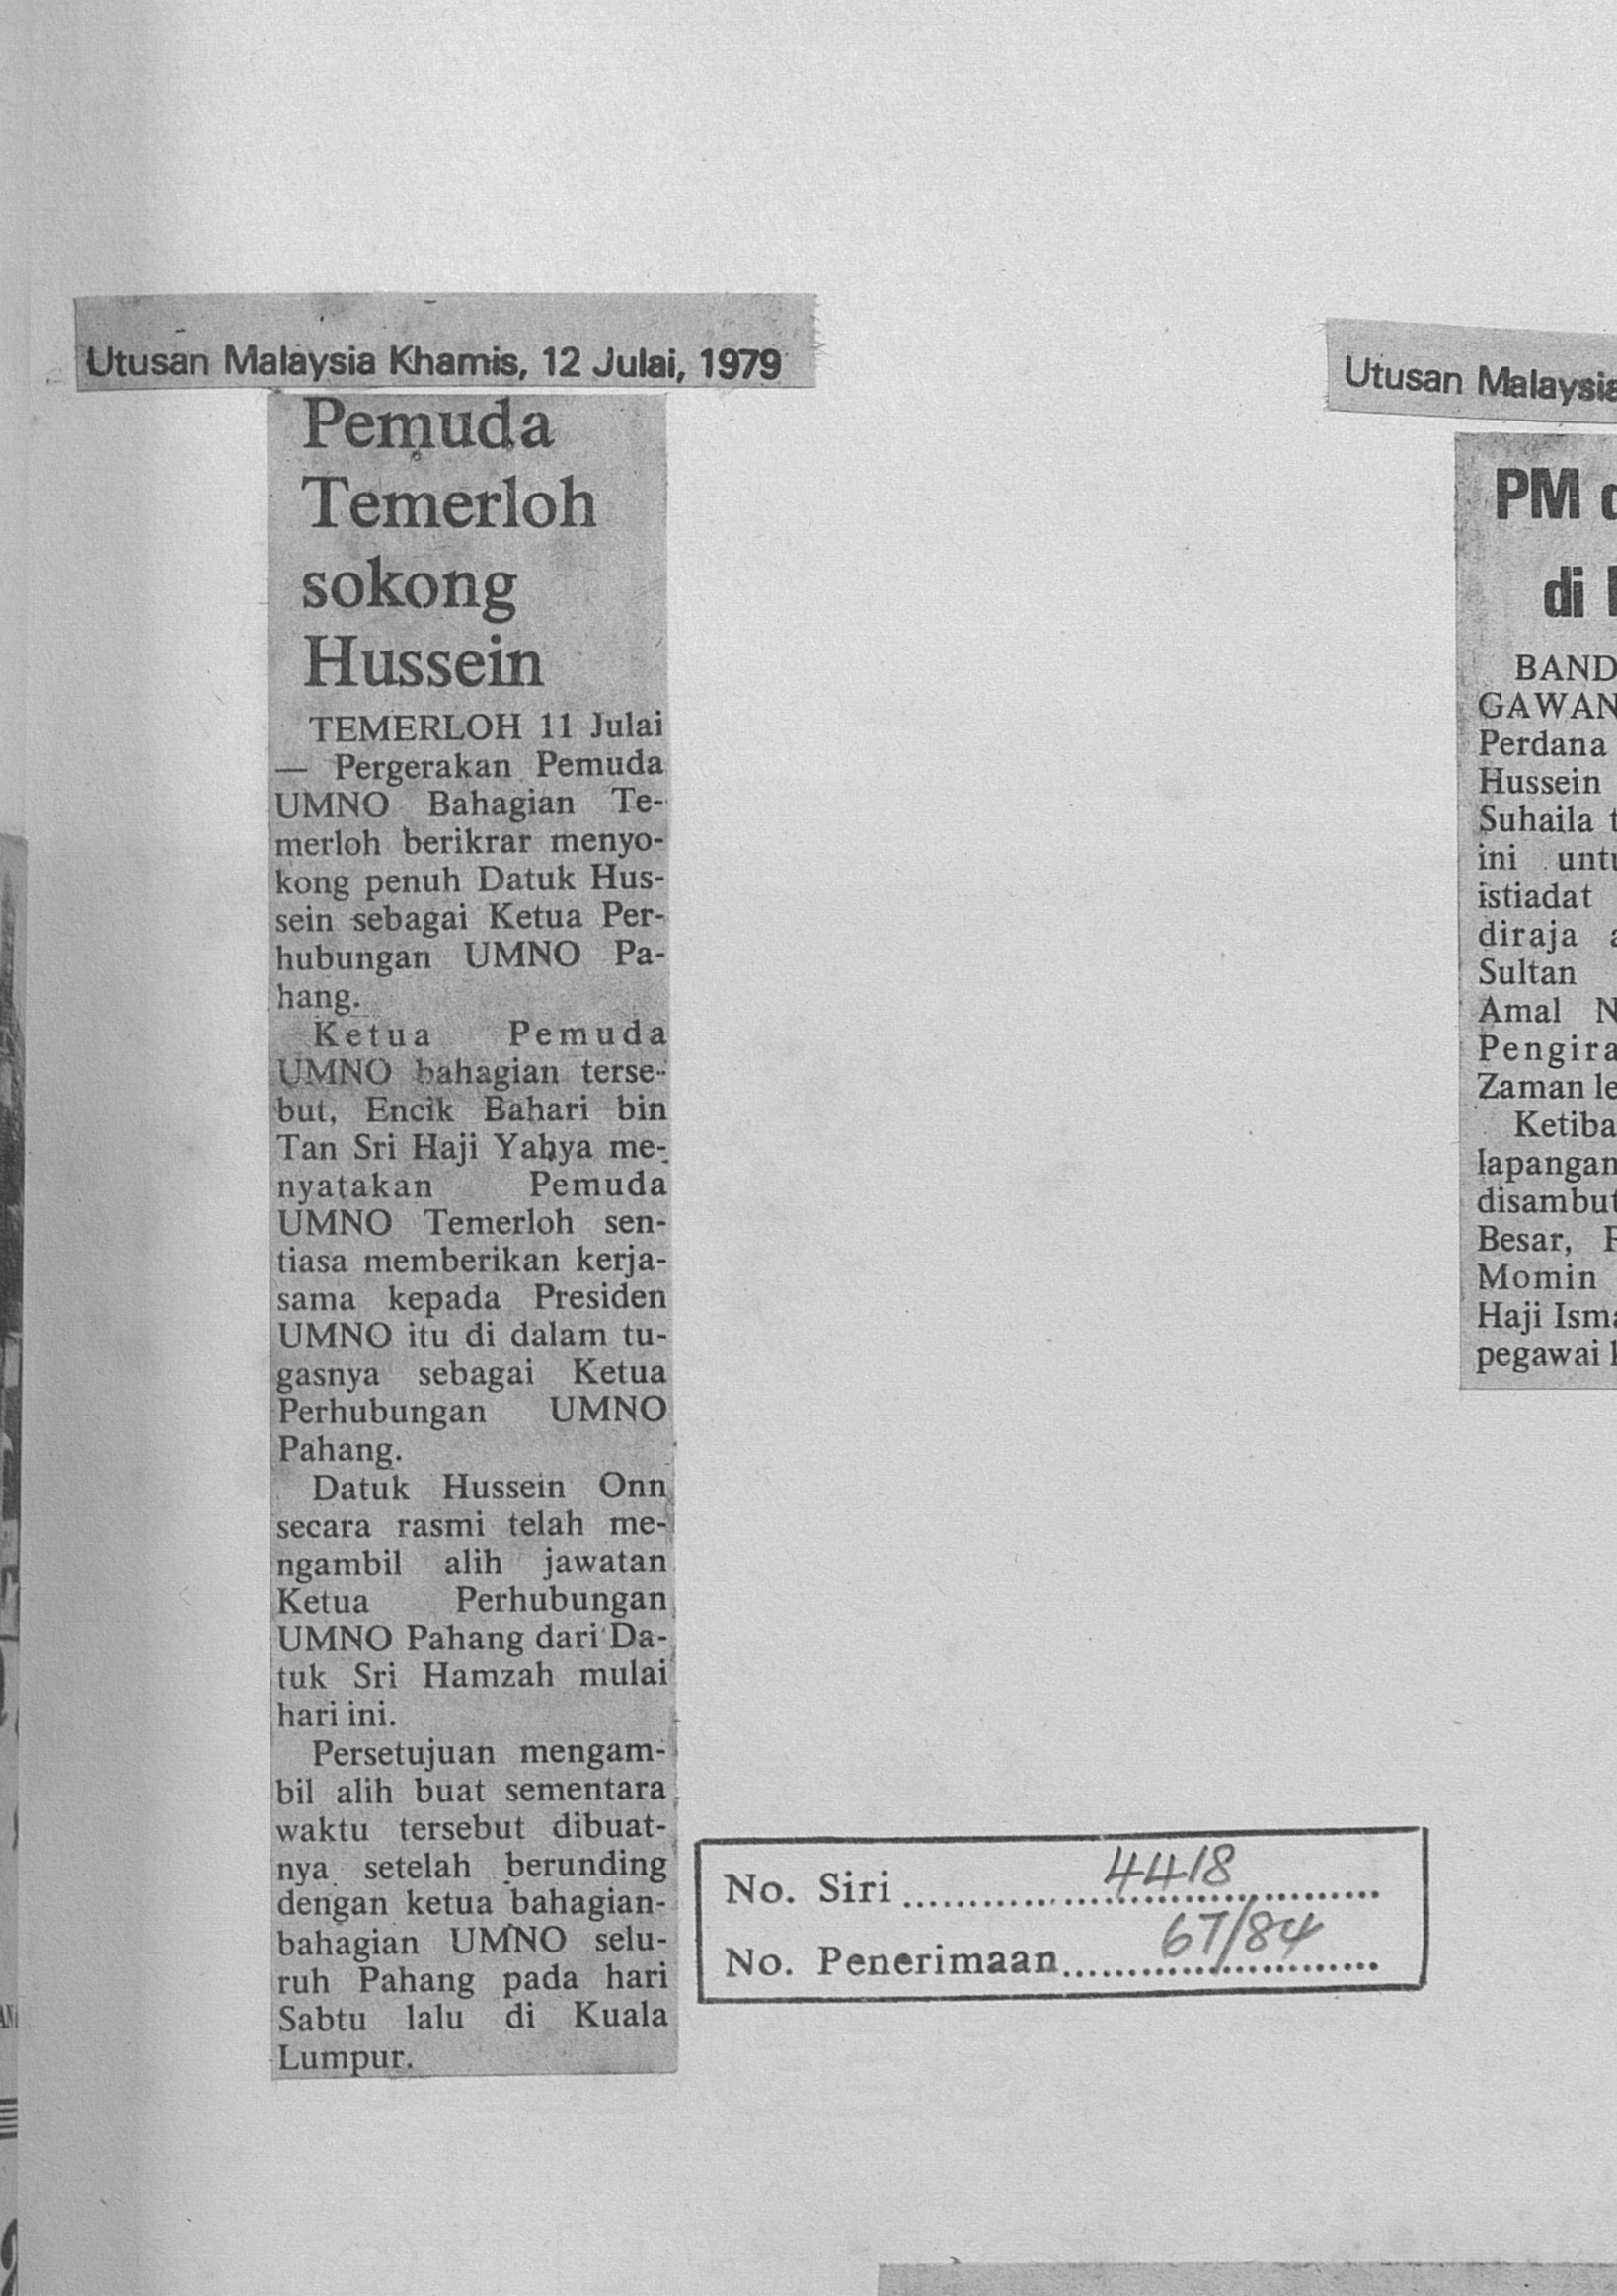 Utusan Malaysia Khamis, 12 Julai, 1979
Pemuda
Temerloh
sokong
Hussein
TEMERLOH 11 Julai
— Pergerakan Pemuda
UMNO Bahagian Te-
merloh berikrar menyo-
kong penuh Datuk Hus-
sein sebagai Ketua Per-
hubungan UMNO Pa-
hang.
Ketua Pemuda
UMNO bahagian terse-
but, Encik Bahari bin
Tan Sri Haji Yahya me-
nyatakan Pemuda
UMNO Temerloh sen-
tiasa memberikan kerja-
sama kepada Presiden
UMNO itu di dalam tu-
gasnya sebagai Ketua
Perhubungan UMNO
Pahang.
Datuk Hussein Onn
secara rasmi telah me-
ngambil alih jawatan
Ketua Perhubungan
UMNO Pahang dari Da-
tuk Sri Hamzah mulai
hari ini.
Persetujuan mengam-
bil alih buat sementara
waktu tersebut dibuat-
nya setelah berunding
dengan ketua bahagian-
bahagian UMNO selu-
ruh Pahang pada hari
Sabtu lalu di Kuala
Lumpur.
No. Siri 4418
No. Penerimaan 67/84
Utusan Malaysia
PM
di
BAND
GAWAN
Perdana
Hussein
Suhaila
ini
istiadat
diraja
Sultan
Amal
Pengira
Zaman
Ketiba
lapangan
disambut
Besar,
Momin
Haji
pegawai